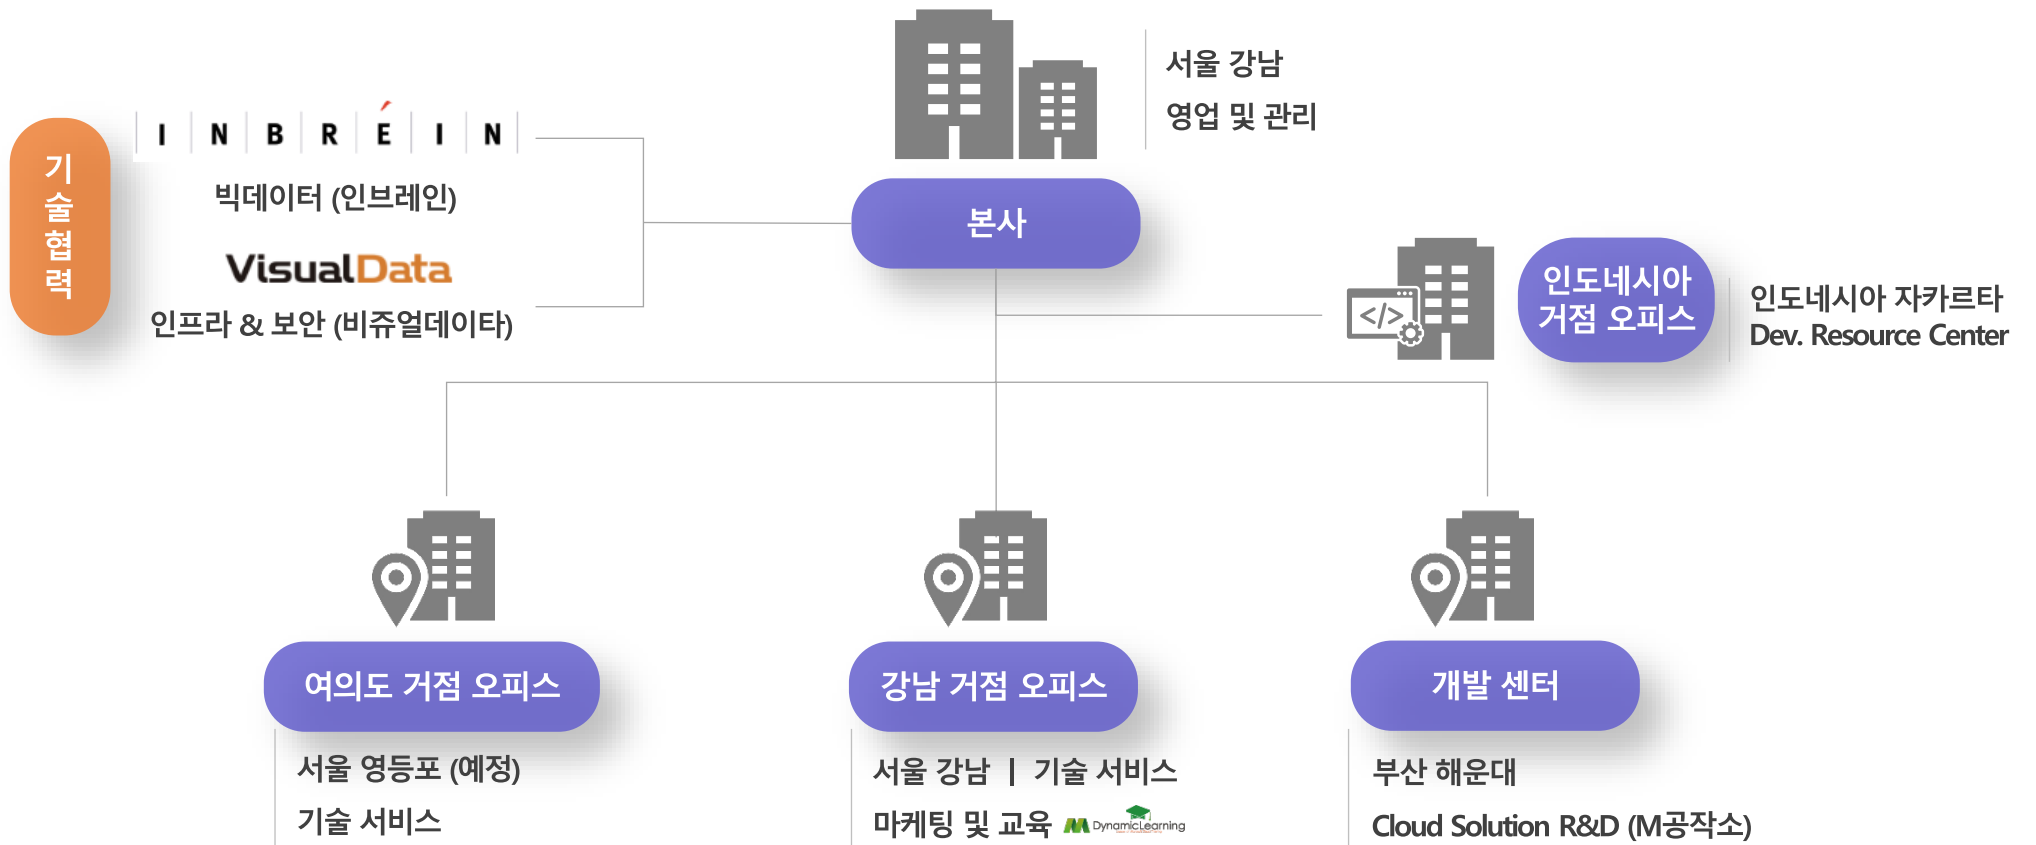 서울 강남
영업 및 관리
기술협력
INBRÉIN
빅데이터 (인브레인)
VisualData
인프라 & 보안 (비쥬얼데이타)
본사
인도네시아
거점 오피스
인도네시아 자카르타
Dev. Resource Center
</>
여의도 거점 오피스
서울 영등포 (예정)
기술 서비스
강남 거점 오피스
서울 강남 | 기술 서비스
마케팅 및 교육 DynamicLearning
개발 센터
부산 해운대
Cloud Solution R&D (M공작소)